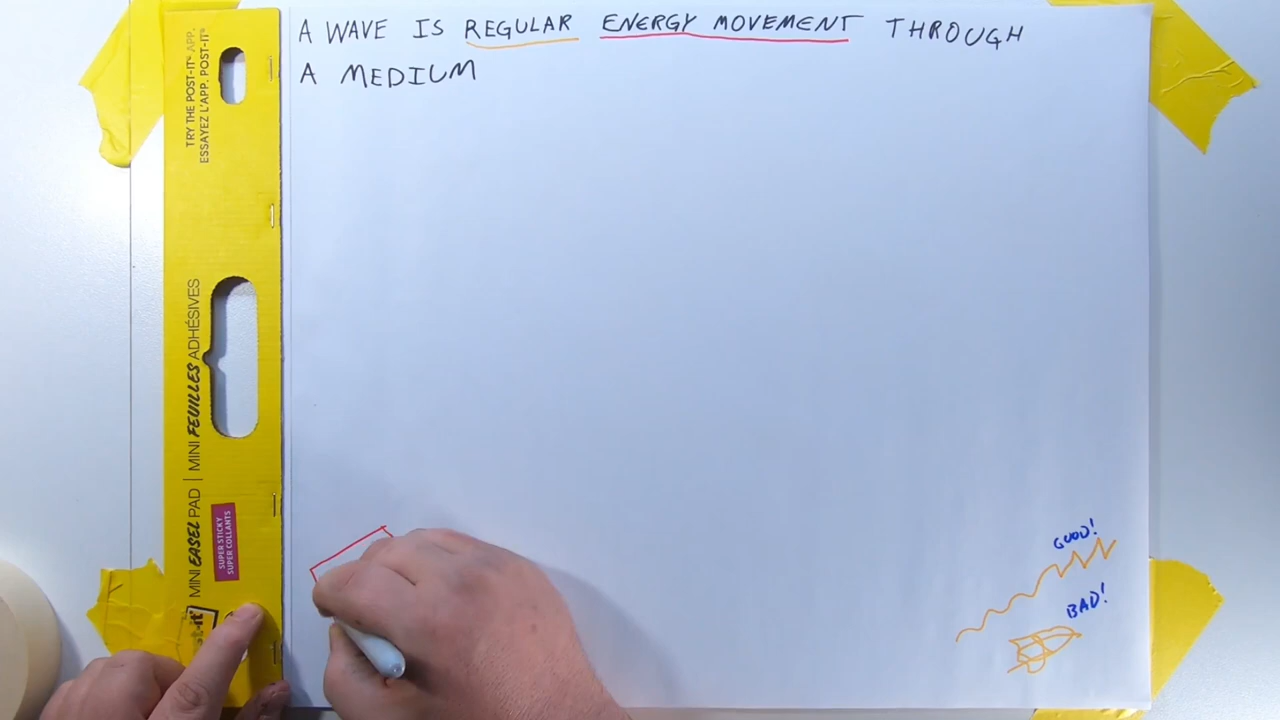 A WAVE IS REGULAR ENERGY MOVEMENT THROUGH
A MEDIUM
TRY THE POST-IT® APP.
ESSAYEZ L'APP. POST-IT®
MINI EASEL PAD | MINI FEUILLES ADHÉSIVES
SUPER STICKY
SUPER COLLANTS
GOOD!
BAD!